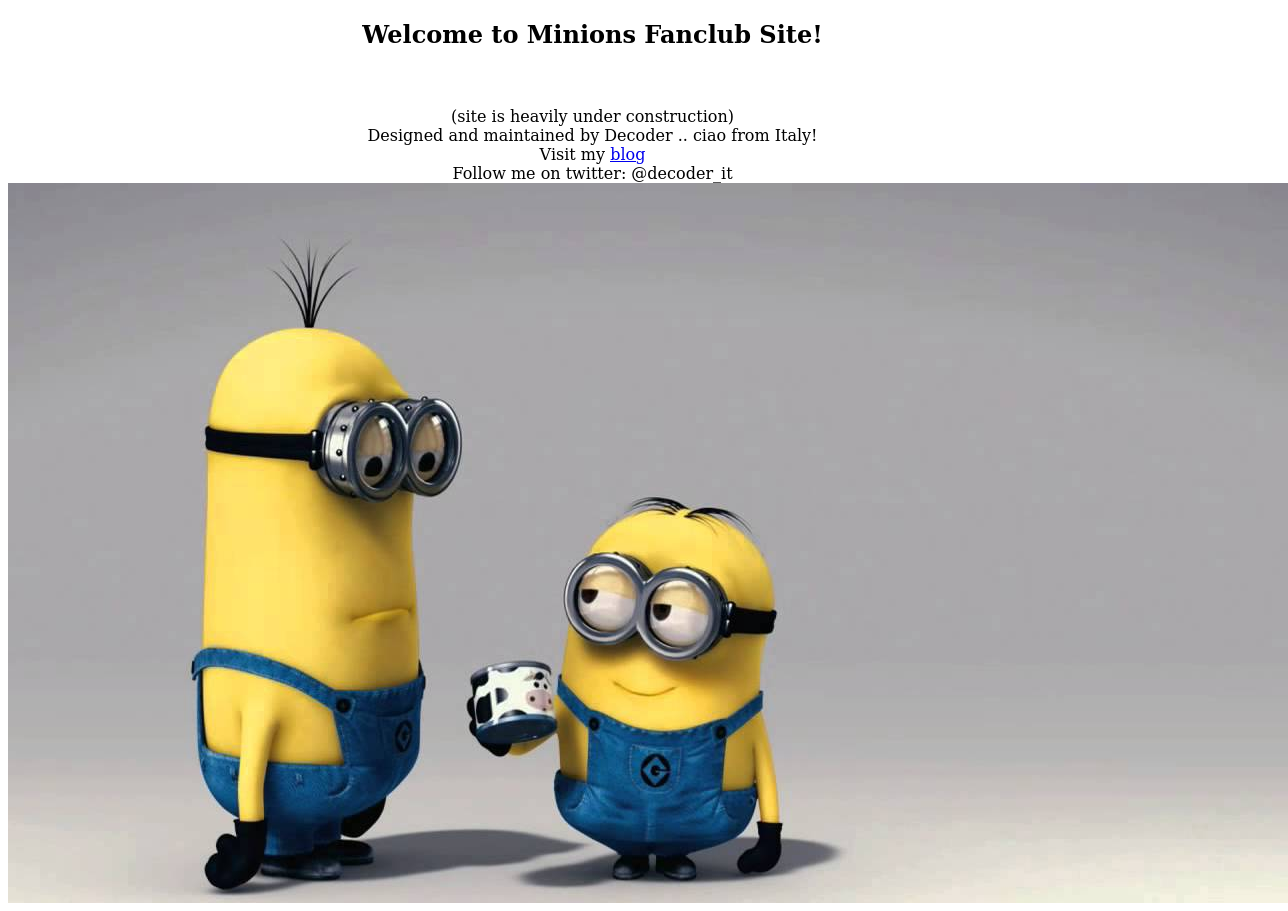 Welcome to Minions Fanclub Site!
(site is heavily under construction)
Designed and maintained by Decoder .. ciao from Italy!
Visit my blog
Follow me on twitter: @decoder_it